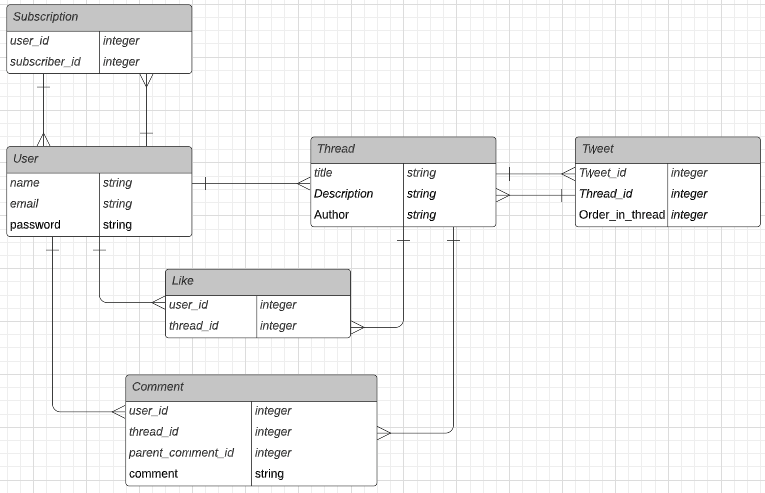 Subscription
user_id integer
subscriber_id integer
User
name string
email string
password string
Thread
title string
Description string
Author string
Tweet
Tweet_id integer
Thread_id integer
Order_in_thread integer
Like
user_id integer
thread_id integer
Comment
user_id integer
thread_id integer
parent_comment_id integer
comment string